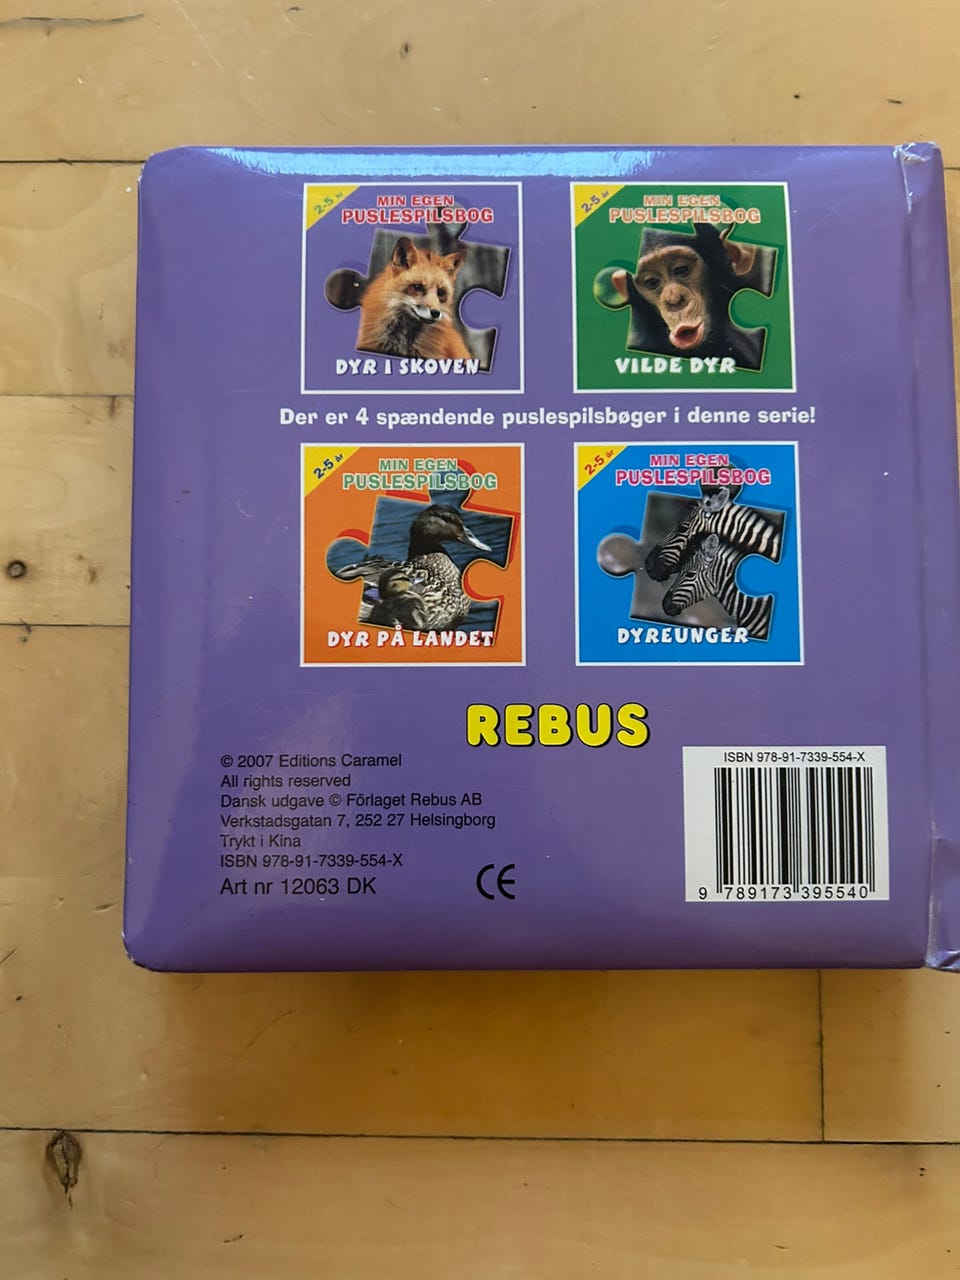 2-5 år
MIN EGEN
PUSLESPILSBOG
DYR I SKOVEN
2-5 år
MIN EGEN
PUSLESPILSBOG
VILDE DYR
Der er 4 spændende puslespilsbøger i denne serie!
2-5 år
MIN EGEN
PUSLESPILSBOG
DYR PÅ LANDET
2-5 år
MIN EGEN
PUSLESPILSBOG
DYREUNGER
REBUS
© 2007 Editions Caramel
All rights reserved
Dansk udgave © Förlaget Rebus AB
Verkstadsgatan 7, 252 27 Helsingborg
Trykt i Kina
ISBN 978-91-7339-554-X
Art nr 12063 DK
CE
ISBN 978-91-7339-554-X
9 789173 395540